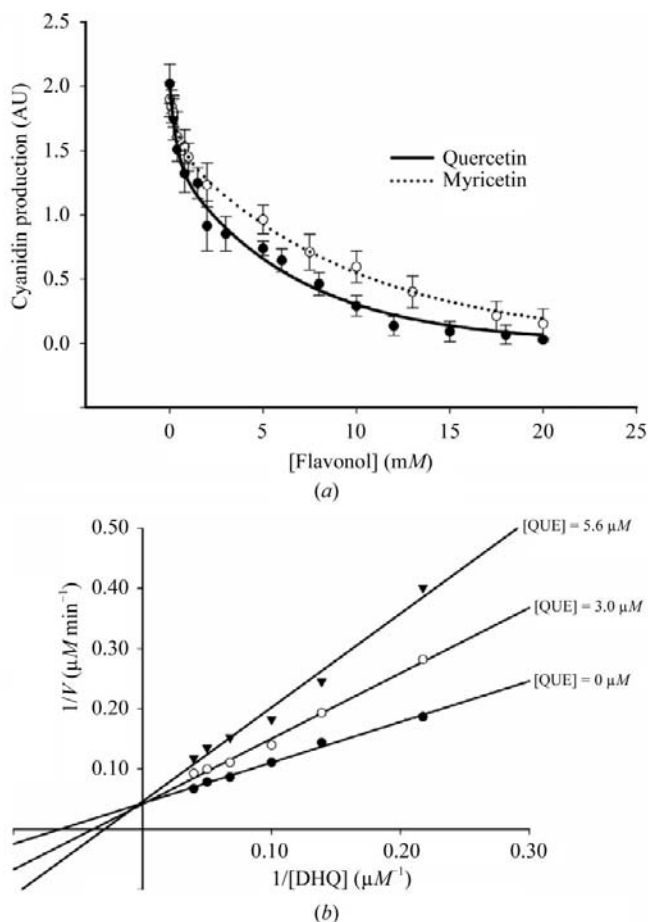 (a)
2.5
2.0
1.5
1.0
0.5
0.0
Cyanidin production (AU)
Quercetin
Myricetin
0 5 10 15 20 25
[Flavonol] (mM)
(a)
0.50
0.40
0.30
0.20
0.10
1/V (µM min⁻¹)
[QUE] = 5.6 µM
[QUE] = 3.0 µM
[QUE] = 0 µM
0.10 0.20 0.30
1/[DHQ] (µM⁻¹)
(b)